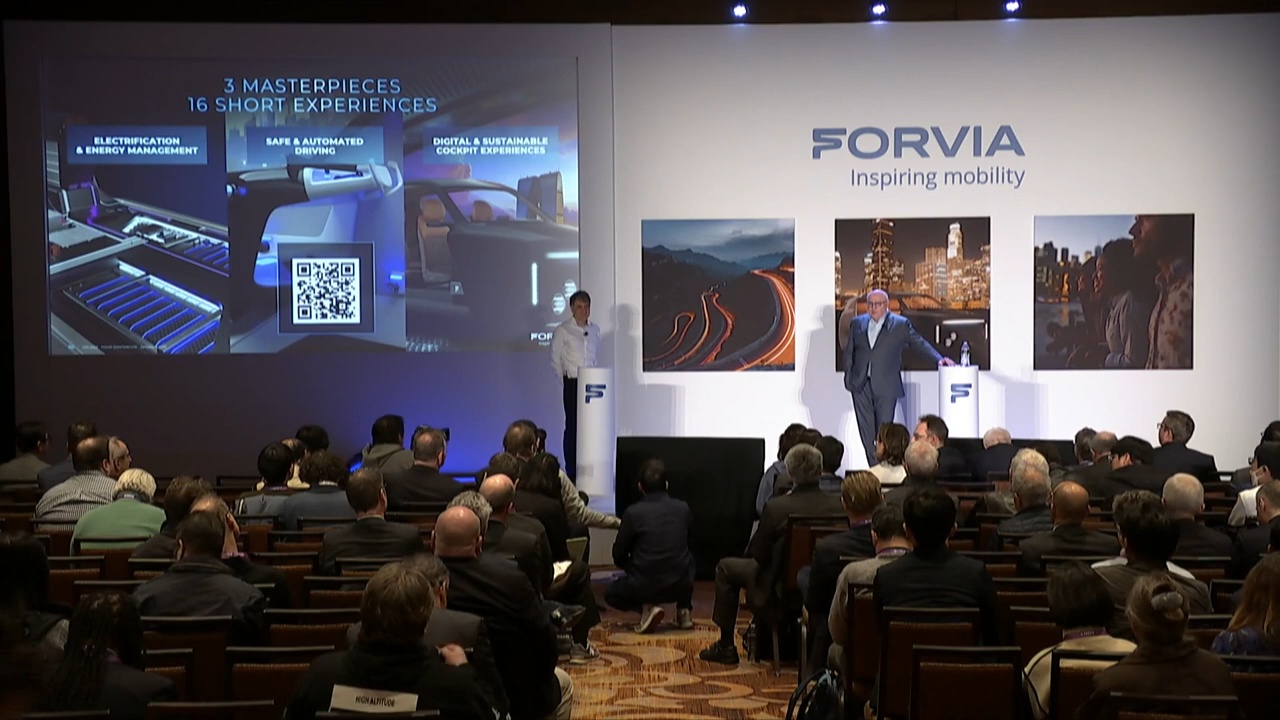 3 MASTERPIECES
16 SHORT EXPERIENCES
ELECTRIFICATION
& ENERGY MANAGEMENT
SAFE & AUTOMATED
DRIVING
DIGITAL & SUSTAINABLE
COCKPIT EXPERIENCES
FORVIA
Inspiring mobility
HIGH ALTITUDE